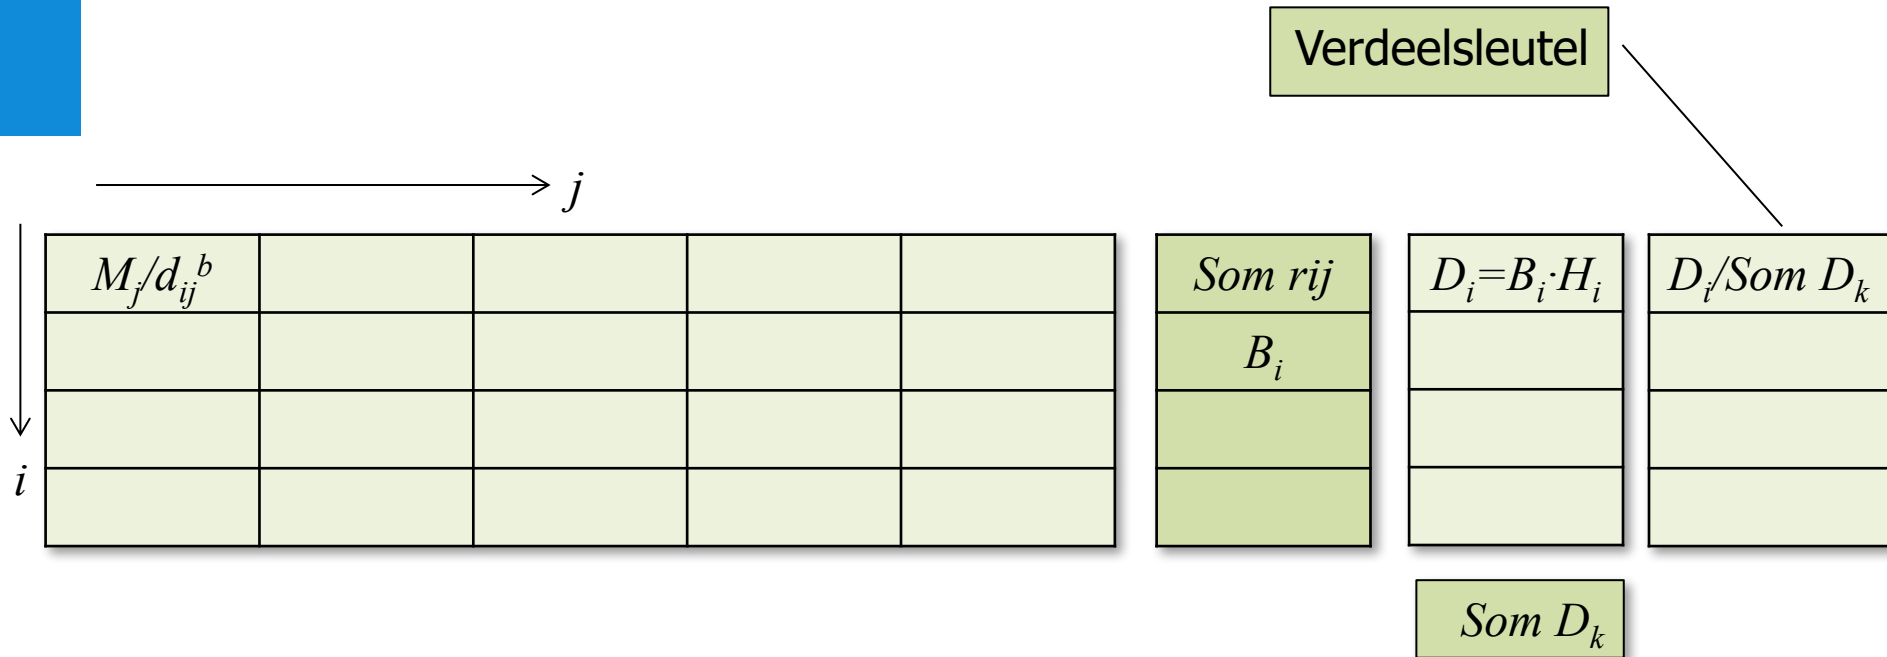 Verdeelsleutel
j
i
M_j/d_ij^b
Som rij
D_i=B_i·H_i
D_i/Som D_k
B_i
Som D_k